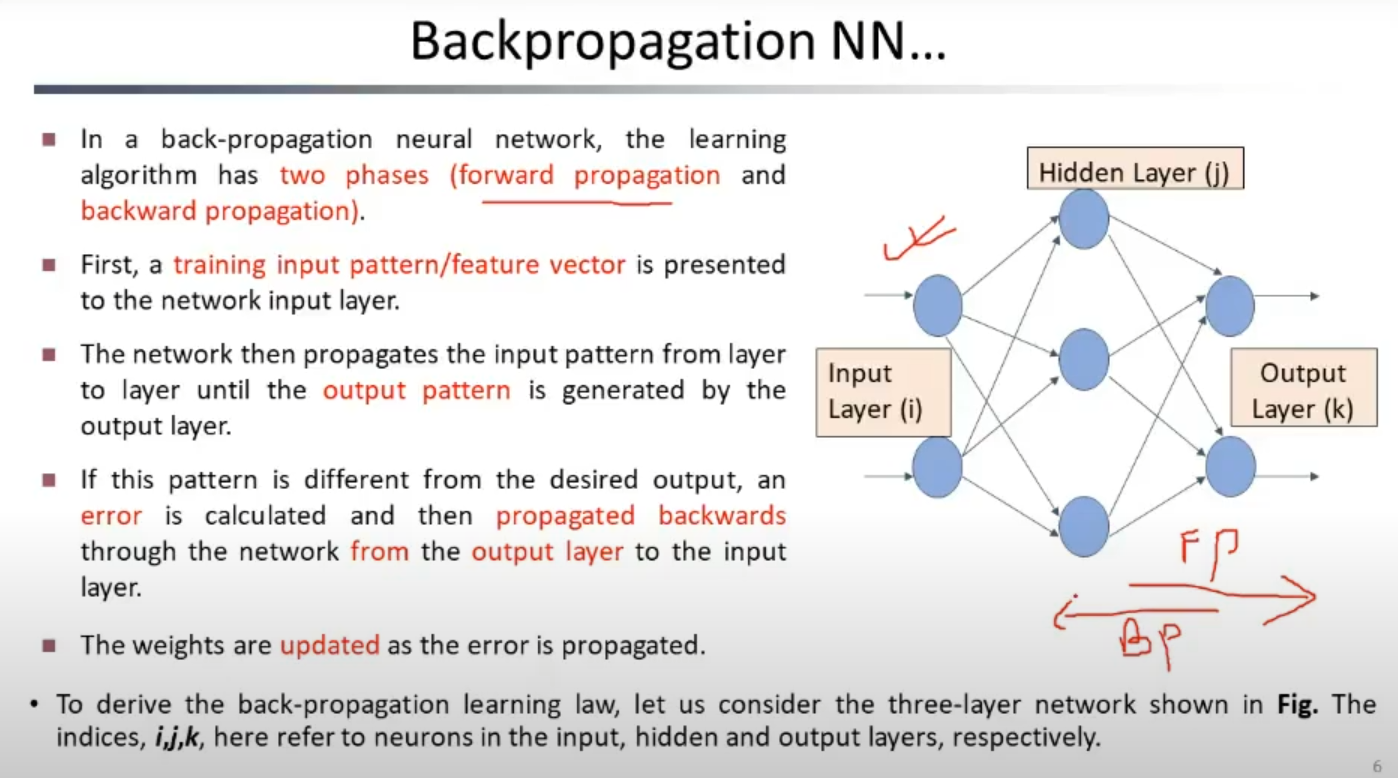 Backpropagation NN...
In a back-propagation neural network, the learning
algorithm has two phases (forward propagation and
backward propagation).
First, a training input pattern/feature vector is presented
to the network input layer.
The network then propagates the input pattern from layer
to layer until the output pattern is generated by the
output layer.
If this pattern is different from the desired output, an
error is calculated and then propagated backwards
through the network from the output layer to the input
layer.
The weights are updated as the error is propagated.
Hidden Layer (j)
Input
Layer (i)
Output
Layer (k)
FP
BP
• To derive the back-propagation learning law, let us consider the three-layer network shown in Fig. The
indices, i,j,k, here refer to neurons in the input, hidden and output layers, respectively.
6